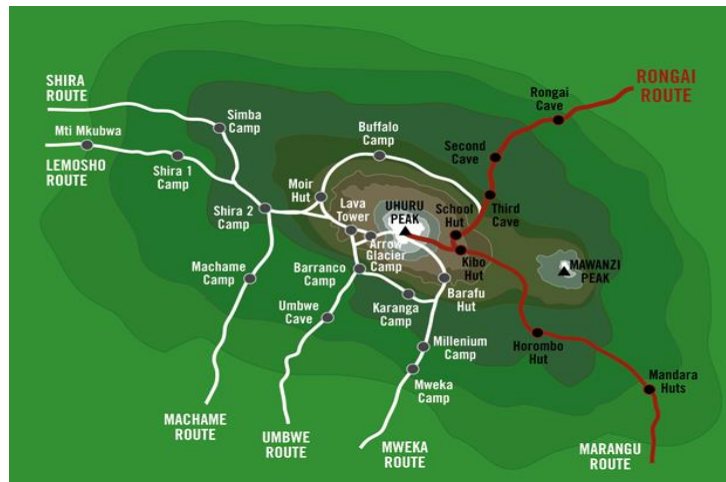 SHIRA
ROUTE
Mti Mkubwa
LEMOSHO
ROUTE
Shira 1
Camp
Simba
Camp
Shira 2
Camp
Moir
Hut
Buffalo
Camp
Lava
Tower
UHURU
PEAK
Arrow
Glacier
Camp
School
Hut
Kibo
Hut
Third
Cave
Second
Cave
Rongai
Cave
RONGAI
ROUTE
MAWANZI
PEAK
Machame
Camp
Barranco
Camp
Umbwe
Cave
Karanga
Camp
Barafu
Hut
Millenium
Camp
Mweka
Camp
Horombo
Hut
Mandara
Huts
MACHAME
ROUTE
UMBWE
ROUTE
MWEKA
ROUTE
MARANGU
ROUTE